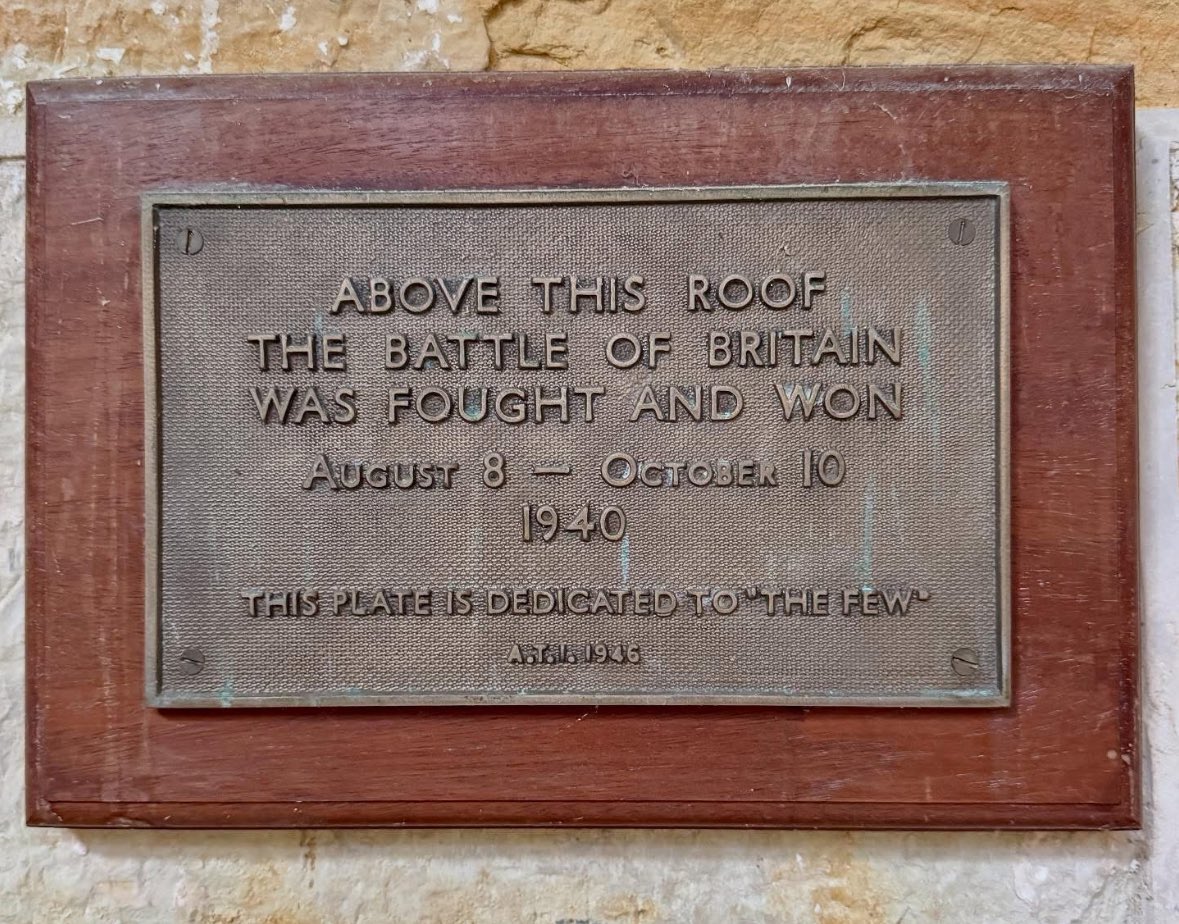 ABOVE THIS ROOF
THE BATTLE OF BRITAIN
WAS FOUGHT AND WON
AUGUST 8 — OCTOBER 10
1940
THIS PLATE IS DEDICATED TO "THE FEW"
A.T.I. 1946